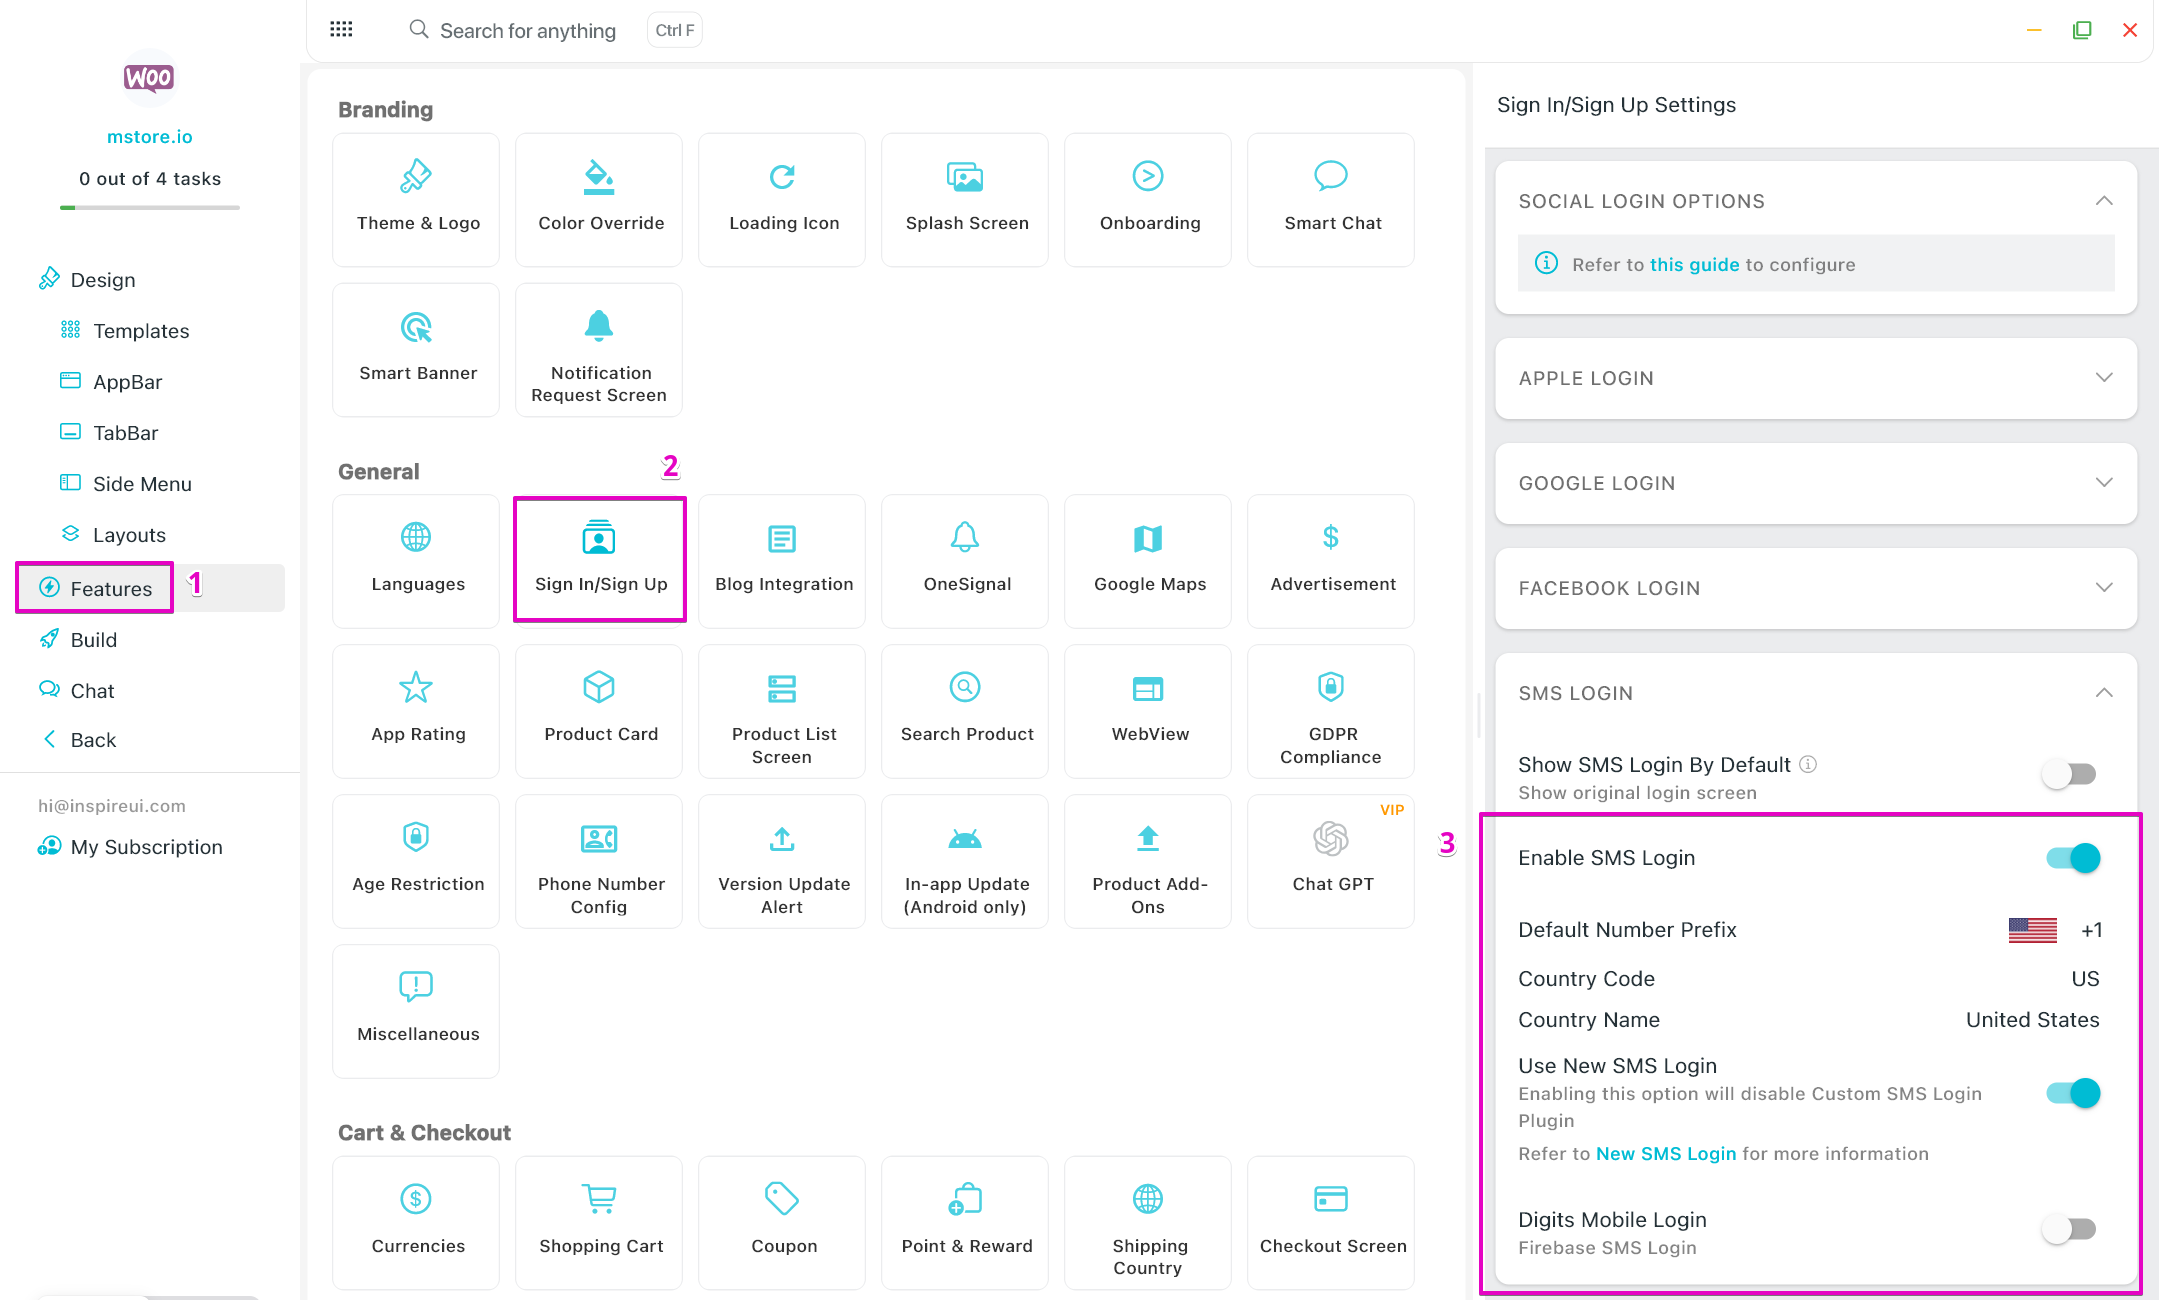 Search for anything
Ctrl F
WOO
mstore.io
0 out of 4 tasks
Design
Templates
AppBar
TabBar
Side Menu
Layouts
Features
1
Build
Chat
Back
hi@inspireui.com
My Subscription
Branding
Theme & Logo
Color Override
Loading Icon
Splash Screen
Onboarding
Smart Chat
Smart Banner
Notification
Request Screen
General
2
Languages
Sign In/Sign Up
Blog Integration
OneSignal
Google Maps
Advertisement
App Rating
Product Card
Product List
Screen
Search Product
WebView
GDPR
Compliance
Age Restriction
Phone Number
Config
Version Update
Alert
In-app Update
(Android only)
Product Add-
Ons
VIP
Chat GPT
Miscellaneous
Cart & Checkout
Currencies
Shopping Cart
Coupon
Point & Reward
Shipping
Country
Checkout Screen
Sign In/Sign Up Settings
SOCIAL LOGIN OPTIONS
Refer to this guide to configure
APPLE LOGIN
GOOGLE LOGIN
FACEBOOK LOGIN
SMS LOGIN
Show SMS Login By Default
Show original login screen
3
Enable SMS Login
Default Number Prefix +1
Country Code US
Country Name United States
Use New SMS Login
Enabling this option will disable Custom SMS Login
Plugin
Refer to New SMS Login for more information
Digits Mobile Login
Firebase SMS Login